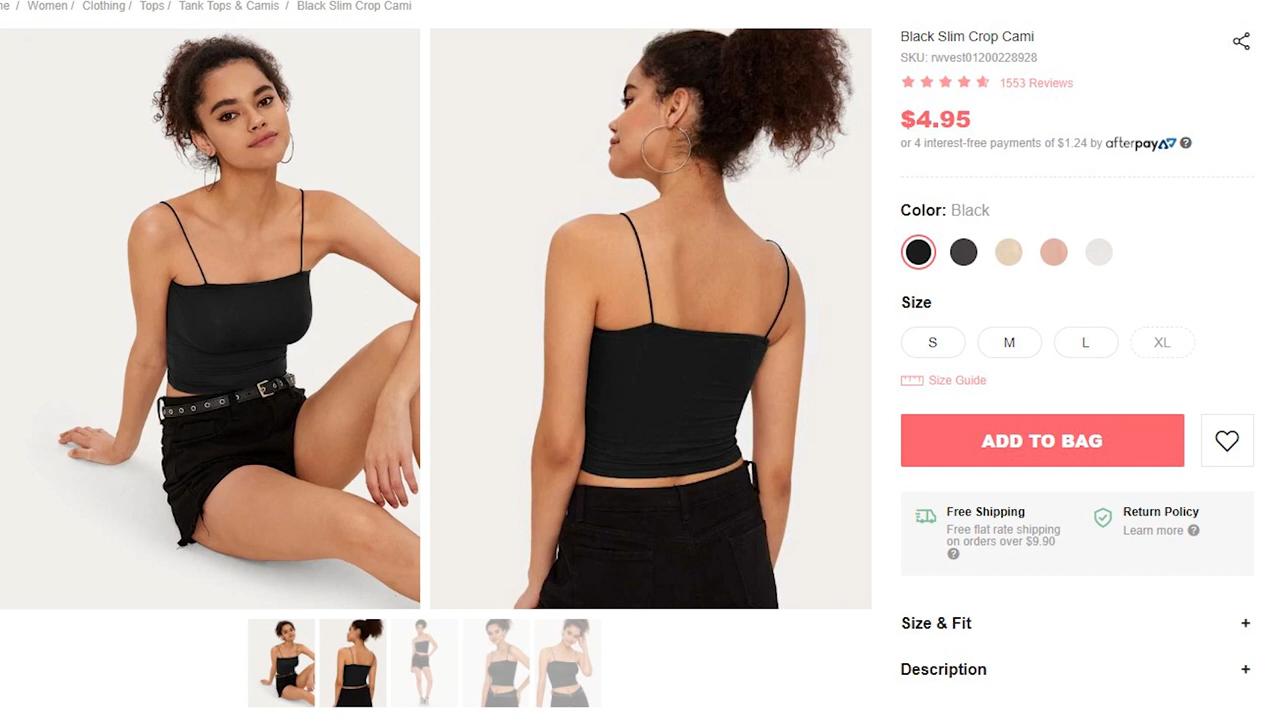 / Women / Clothing / Tops / Tank Tops & Camis / Black Slim Crop Cami
Black Slim Crop Cami
SKU: rwvest01200228928
1553 Reviews
$4.95
or 4 interest-free payments of $1.24 by afterpay ?
Color: Black
Size
S M L XL
Size Guide
ADD TO BAG
Free Shipping
Free flat rate shipping
on orders over $9.90
?
Return Policy
Learn more ?
Size & Fit +
Description +